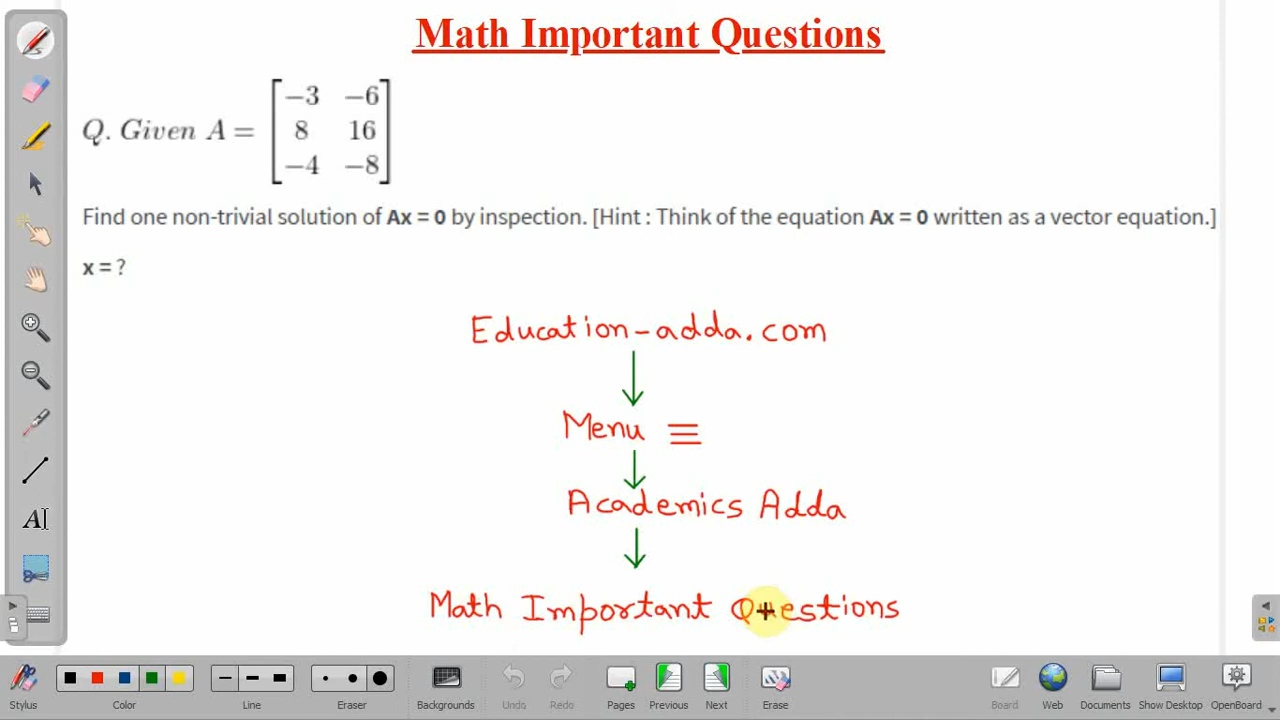 Math Important Questions
Q. Given A = [ −3 −6
8 16
−4 −8 ]
Find one non-trivial solution of Ax = 0 by inspection. [Hint : Think of the equation Ax = 0 written as a vector equation.]
x = ?
Education-adda.com
Menu ≡
Academics Adda
Math Important Questions
Stylus Color Line Eraser Backgrounds Undo Redo Pages Previous Next Erase Board Web Documents Show Desktop OpenBoard